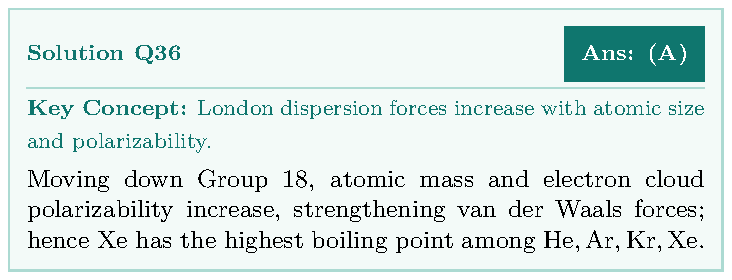 Solution Q36
Ans: (A)
Key Concept: London dispersion forces increase with atomic size
and polarizability.
Moving down Group 18, atomic mass and electron cloud
polarizability increase, strengthening van der Waals forces;
hence Xe has the highest boiling point among He, Ar, Kr, Xe.